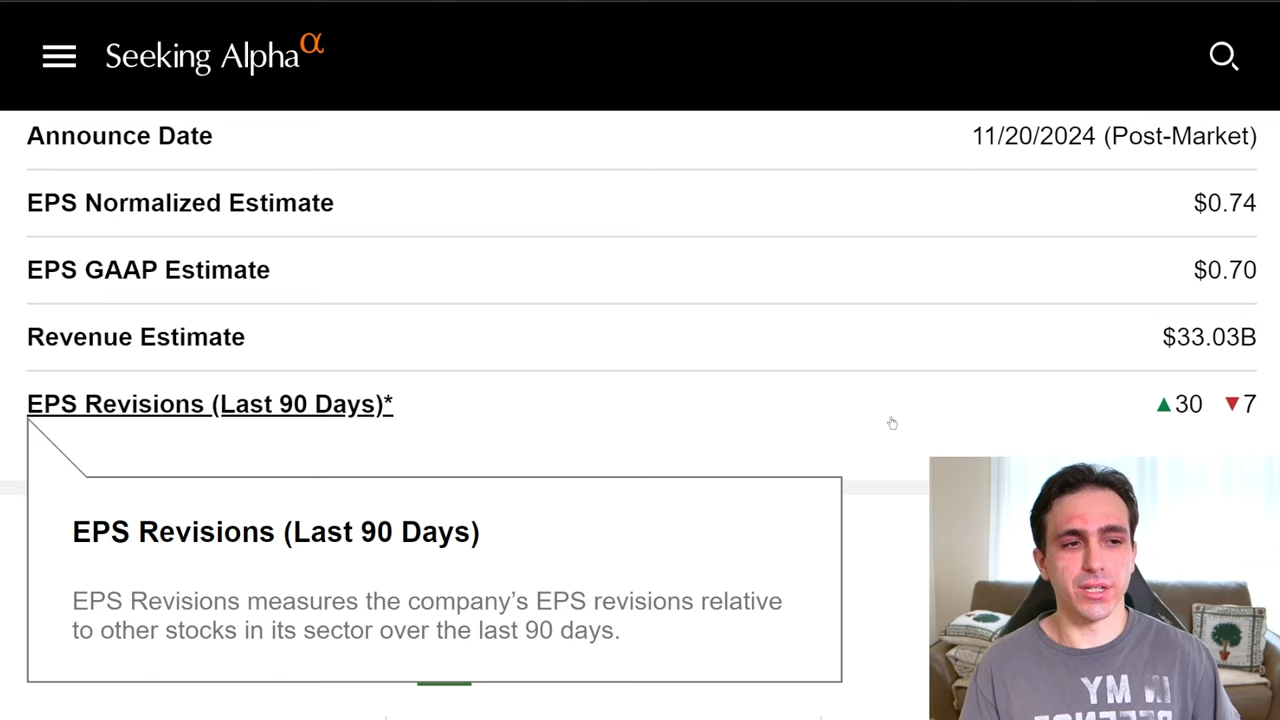 Seeking Alpha α
Announce Date 11/20/2024 (Post-Market)
EPS Normalized Estimate $0.74
EPS GAAP Estimate $0.70
Revenue Estimate $33.03B
EPS Revisions (Last 90 Days)* ▲30 ▼7
EPS Revisions (Last 90 Days)
EPS Revisions measures the company’s EPS revisions relative
to other stocks in its sector over the last 90 days.
IN MY